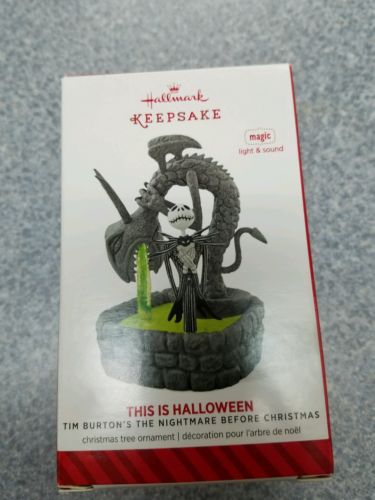 Hallmark
KEEPSAKE
magic
light & sound
THIS IS HALLOWEEN
TIM BURTON'S THE NIGHTMARE BEFORE CHRISTMAS
christmas tree ornament | décoration pour l'arbre de noël